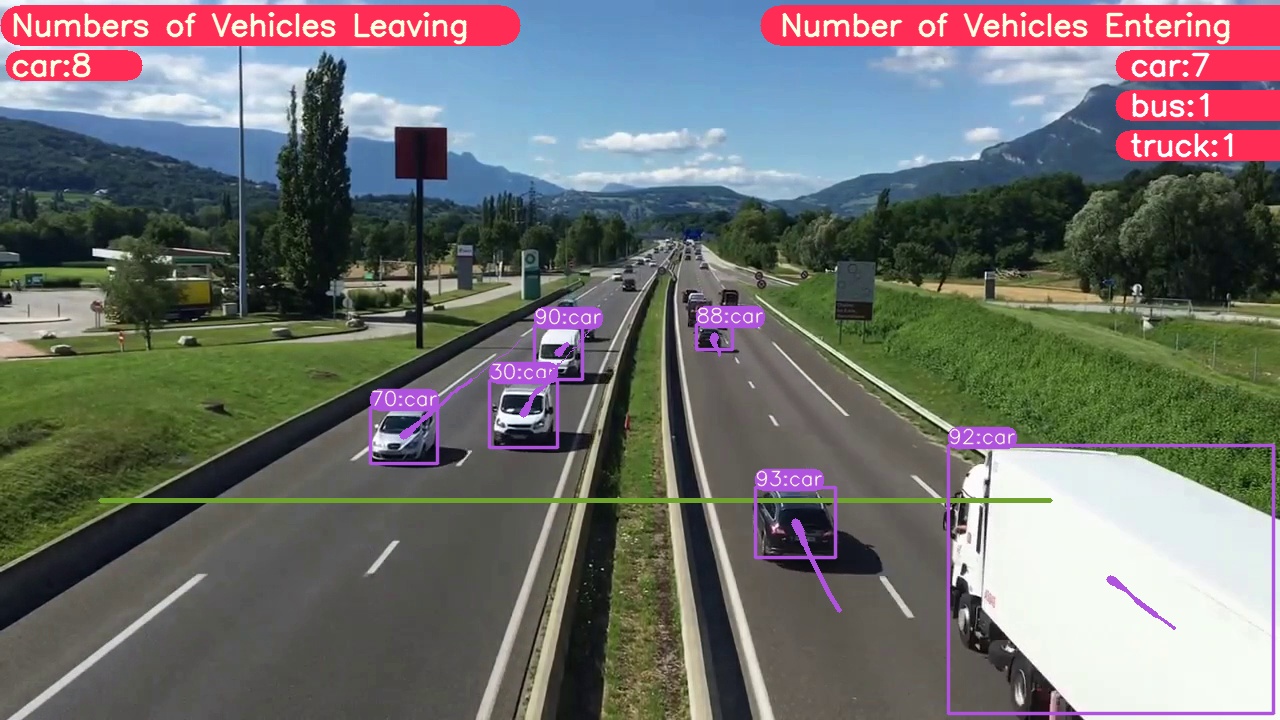 Numbers of Vehicles Leaving
Number of Vehicles Entering
car:8
car:7
bus:1
truck:1
90:car
88:car
30:car
70:car
92:car
93:car